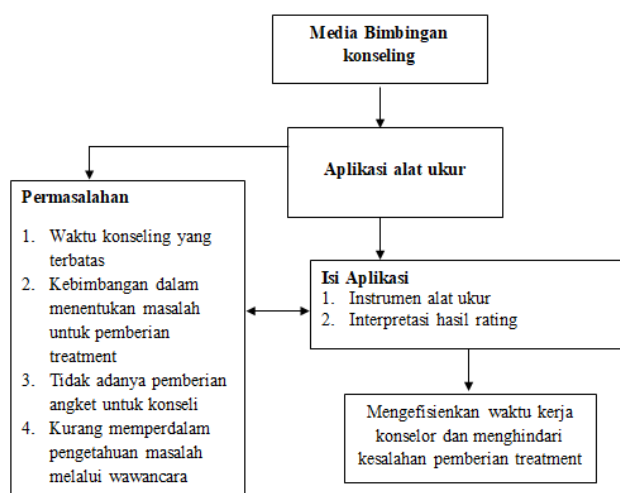 Media Bimbingan
konseling
Aplikasi alat ukur
Permasalahan
1. Waktu konseling yang
terbatas
2. Kebimbangan dalam
menentukan masalah
untuk pemberian
treatment
3. Tidak adanya pemberian
angket untuk konseli
4. Kurang memperdalam
pengetahuan masalah
melalui wawancara
Isi Aplikasi
1. Instrumen alat ukur
2. Interpretasi hasil rating
Mengefisienkan waktu kerja
konselor dan menghindari
kesalahan pemberian treatment